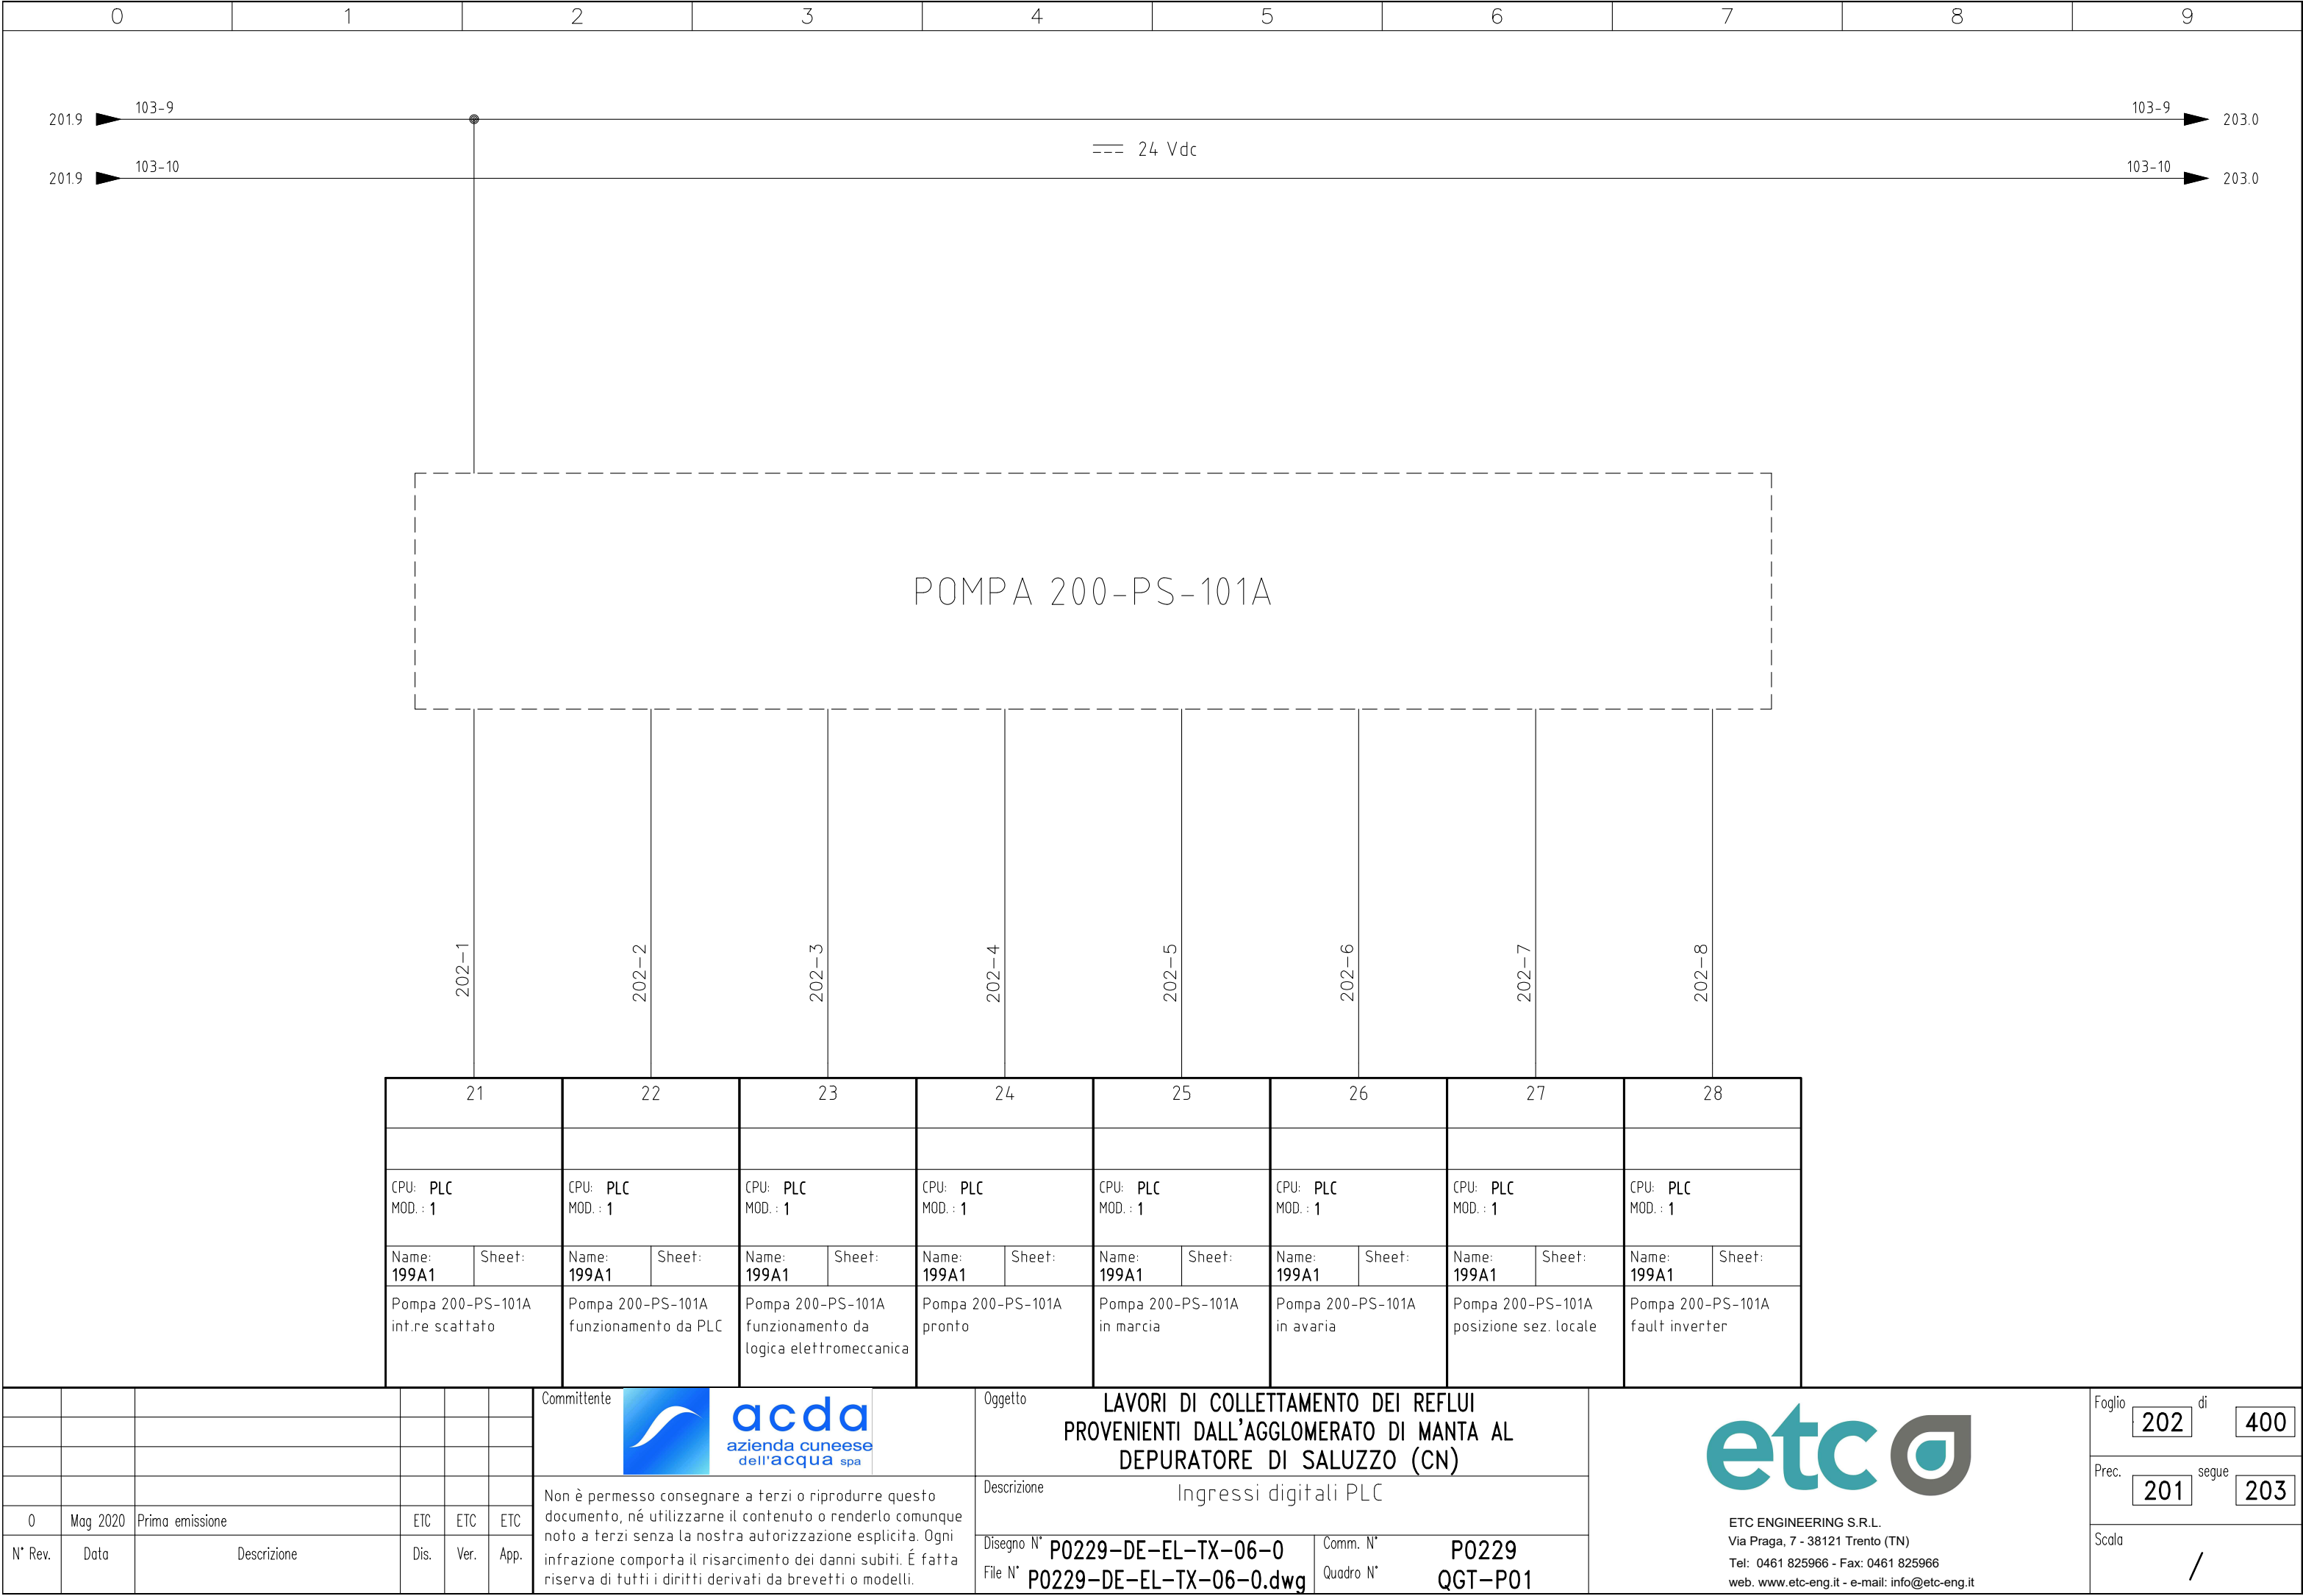 0 1 2 3 4 5 6 7 8 9
201.9 103-9 103-9 203.0
24 Vdc
201.9 103-10 103-10 203.0
POMPA 200-PS-101A
202-1 202-2 202-3 202-4 202-5 202-6 202-7 202-8
21 22 23 24 25 26 27 28
CPU: PLC CPU: PLC CPU: PLC CPU: PLC CPU: PLC CPU: PLC CPU: PLC CPU: PLC
MOD. : 1 MOD. : 1 MOD. : 1 MOD. : 1 MOD. : 1 MOD. : 1 MOD. : 1 MOD. : 1
Name: Sheet: Name: Sheet: Name: Sheet: Name: Sheet: Name: Sheet: Name: Sheet: Name: Sheet: Name: Sheet:
199A1 199A1 199A1 199A1 199A1 199A1 199A1 199A1
Pompa 200-PS-101A
int.re scattato
Pompa 200-PS-101A
funzionamento da PLC
Pompa 200-PS-101A
funzionamento da
logica elettromeccanica
Pompa 200-PS-101A
pronto
Pompa 200-PS-101A
in marcia
Pompa 200-PS-101A
in avaria
Pompa 200-PS-101A
posizione sez. locale
Pompa 200-PS-101A
fault inverter
0 Mag 2020 Prima emissione ETC ETC ETC
N° Rev. Data Descrizione Dis. Ver. App.
Committente
acda
azienda cuneese
dell'acqua spa
Non è permesso consegnare a terzi o riprodurre questo
documento, né utilizzarne il contenuto o renderlo comunque
noto a terzi senza la nostra autorizzazione esplicita. Ogni
infrazione comporta il risarcimento dei danni subiti. É fatta
riserva di tutti i diritti derivati da brevetti o modelli.
Oggetto
LAVORI DI COLLETTAMENTO DEI REFLUI
PROVENIENTI DALL'AGGLOMERATO DI MANTA AL
DEPURATORE DI SALUZZO (CN)
Descrizione
Ingressi digitali PLC
Disegno N° P0229-DE-EL-TX-06-0
File N° P0229-DE-EL-TX-06-0.dwg
Comm. N° P0229
Quadro N° QGT-P01
etc
ETC ENGINEERING S.R.L.
Via Praga, 7 - 38121 Trento (TN)
Tel: 0461 825966 - Fax: 0461 825966
web. www.etc-eng.it - e-mail: info@etc-eng.it
Foglio 202 di 400
Prec. 201 segue 203
Scala /